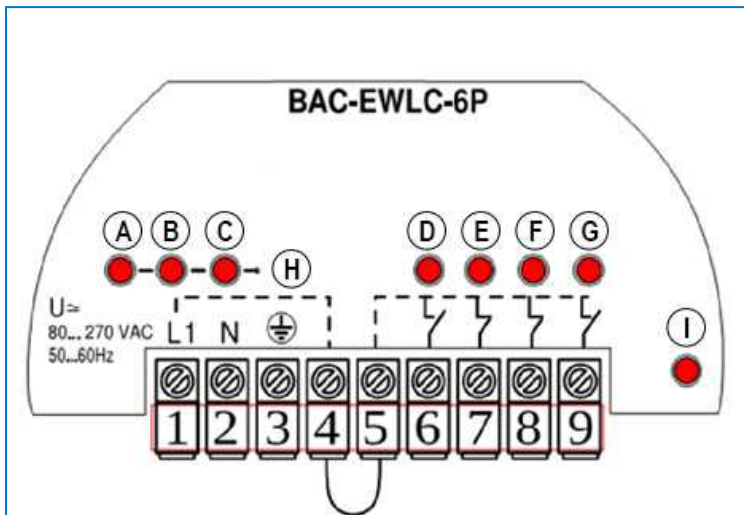 BAC-EWLC-6P
A B C D E F G
H
I
U≃
80...270 VAC L1 N
50...60Hz
1 2 3 4 5 6 7 8 9